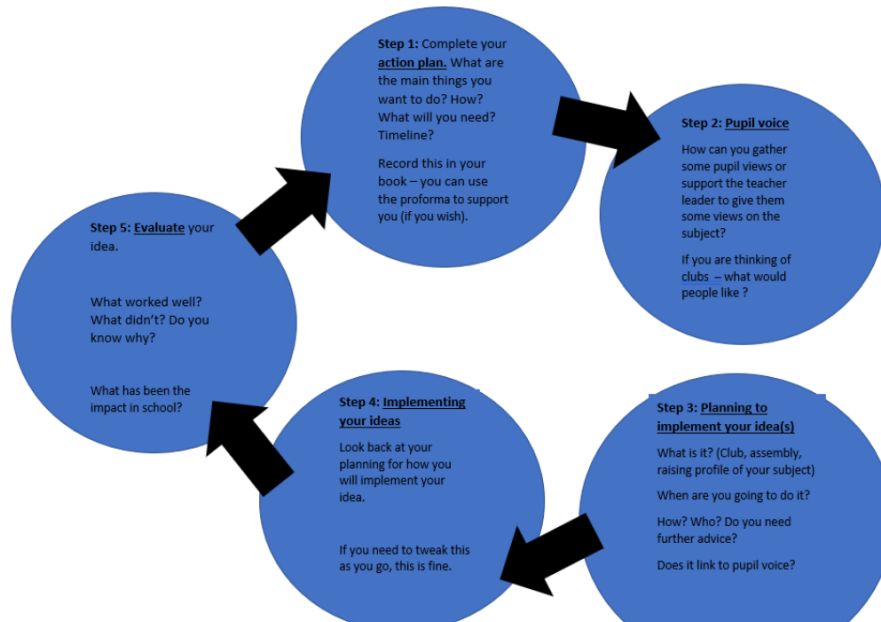 Step 1: Complete your
action plan. What are
the main things you
want to do? How?
What will you need?
Timeline?
Record this in your
book – you can use
the proforma to support
you (if you wish).
Step 2: Pupil voice
How can you gather
some pupil views or
support the teacher
leader to give them
some views on the
subject?
If you are thinking of
clubs – what would
people like ?
Step 3: Planning to
implement your idea(s)
What is it? (Club, assembly,
raising profile of your subject)
When are you going to do it?
How? Who? Do you need
further advice?
Does it link to pupil voice?
Step 4: Implementing
your ideas
Look back at your
planning for how you
will implement your
idea.
If you need to tweak this
as you go, this is fine.
Step 5: Evaluate your
idea.
What worked well?
What didn't? Do you
know why?
What has been the
impact in school?